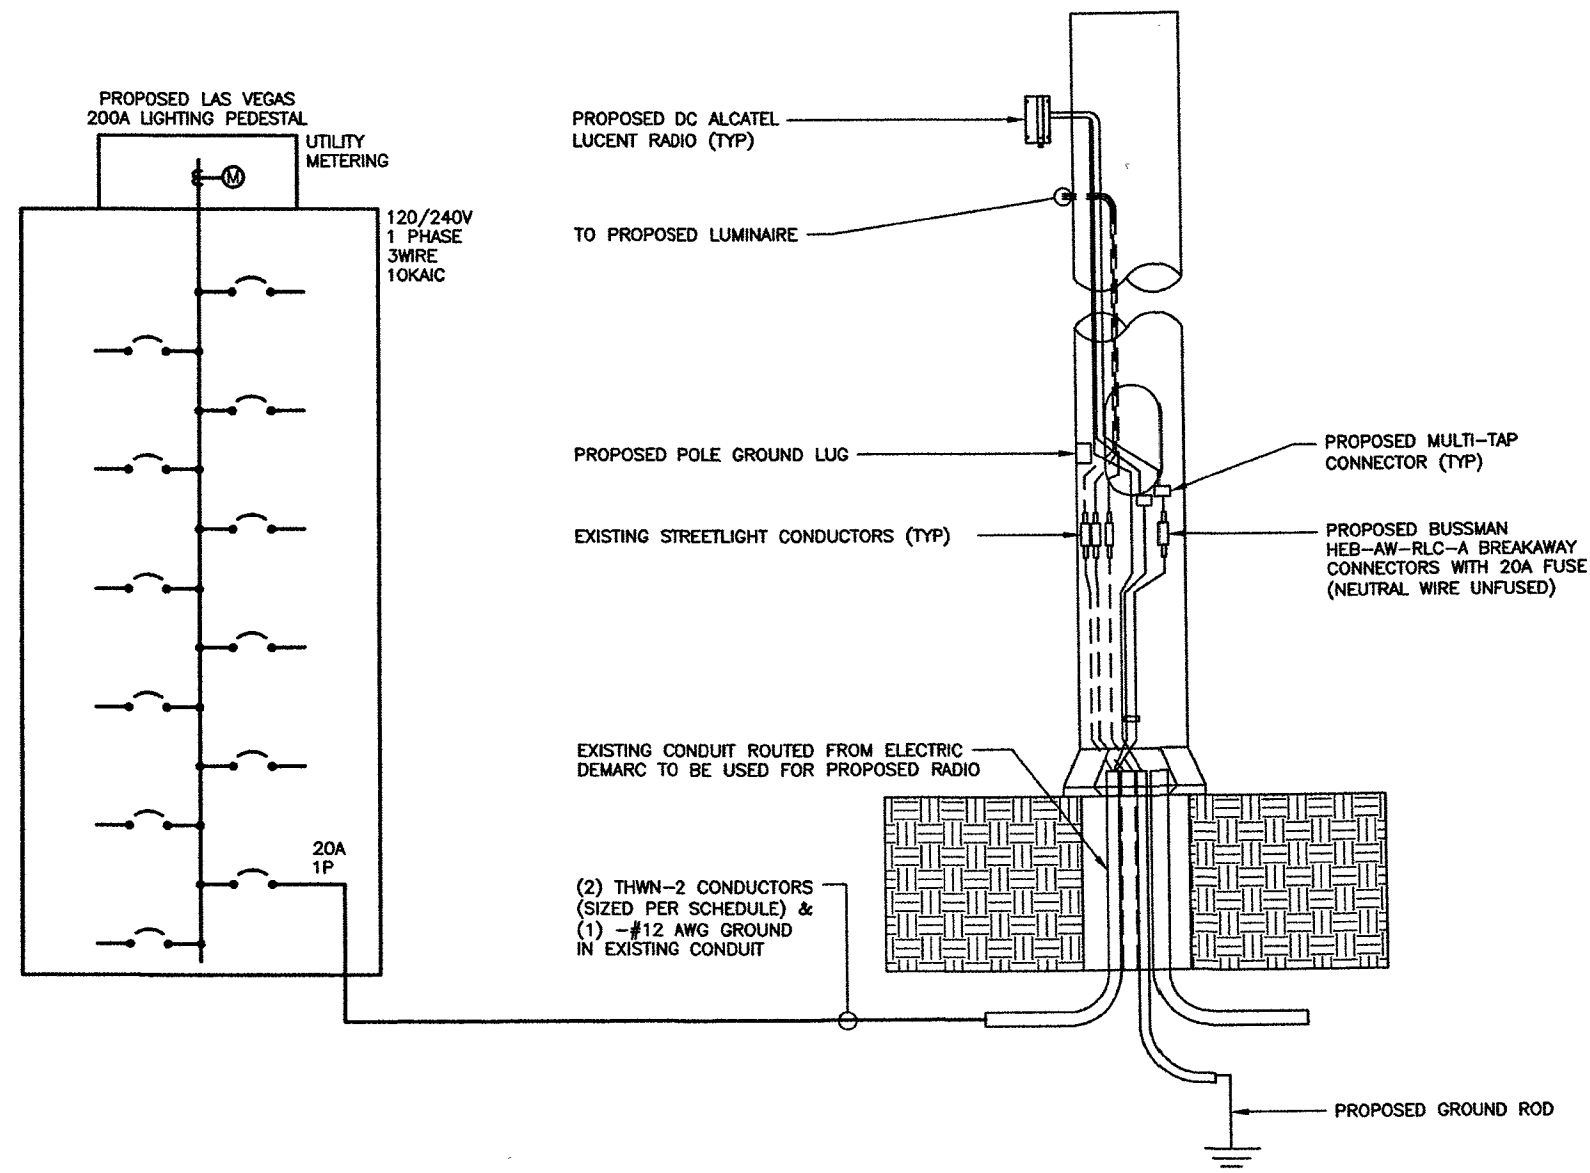 PROPOSED LAS VEGAS
200A LIGHTING PEDESTAL
UTILITY
METERING
M
120/240V
1 PHASE
3WIRE
10KAIC
20A
1P
PROPOSED DC ALCATEL
LUCENT RADIO (TYP)
TO PROPOSED LUMINAIRE
PROPOSED POLE GROUND LUG
EXISTING STREETLIGHT CONDUCTORS (TYP)
PROPOSED MULTI-TAP
CONNECTOR (TYP)
PROPOSED BUSSMAN
HEB-AW-RLC-A BREAKAWAY
CONNECTORS WITH 20A FUSE
(NEUTRAL WIRE UNFUSED)
EXISTING CONDUIT ROUTED FROM ELECTRIC
DEMARC TO BE USED FOR PROPOSED RADIO
(2) THWN-2 CONDUCTORS
(SIZED PER SCHEDULE) &
(1) -#12 AWG GROUND
IN EXISTING CONDUIT
PROPOSED GROUND ROD